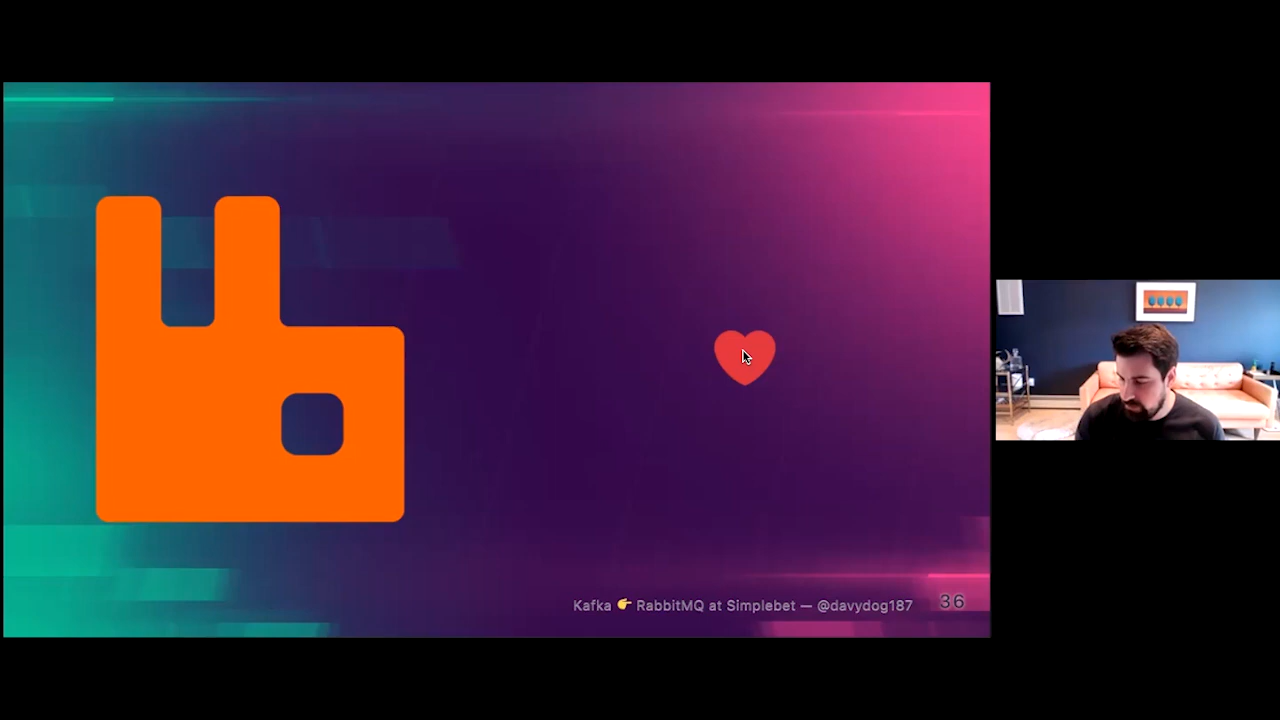 Kafka 👉 RabbitMQ at Simplebet — @davydog187
36